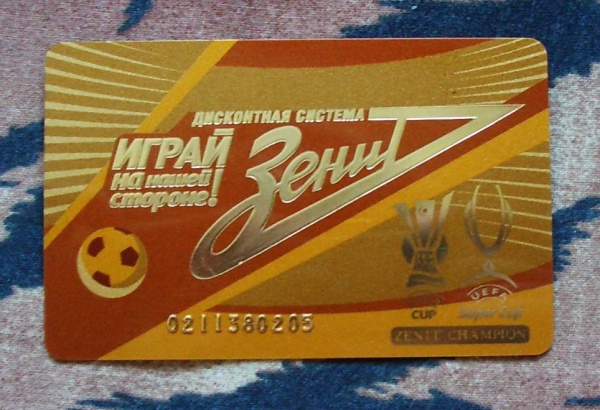 ДИСКОНТНАЯ СИСТЕМА
Зенит
ИГРАЙ
на нашей
стороне!
0211380205
CUP
UEFA
Super Cup
ZENIT CHAMPION